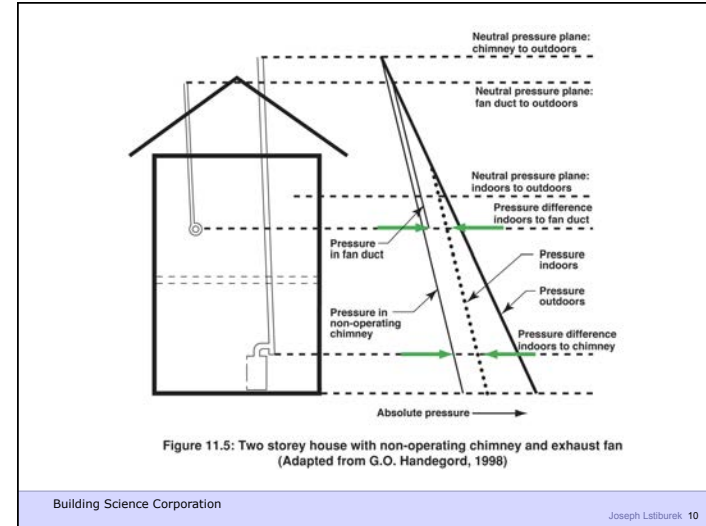 Neutral pressure plane:
chimney to outdoors
Neutral pressure plane:
fan duct to outdoors
Neutral pressure plane:
indoors to outdoors
Pressure difference
indoors to fan duct
Pressure
in fan duct
Pressure
indoors
Pressure
outdoors
Pressure in
non-operating
chimney
Pressure difference
indoors to chimney
Absolute pressure
Figure 11.5: Two storey house with non-operating chimney and exhaust fan
(Adapted from G.O. Handegord, 1998)
Building Science Corporation
Joseph Lstiburek 10